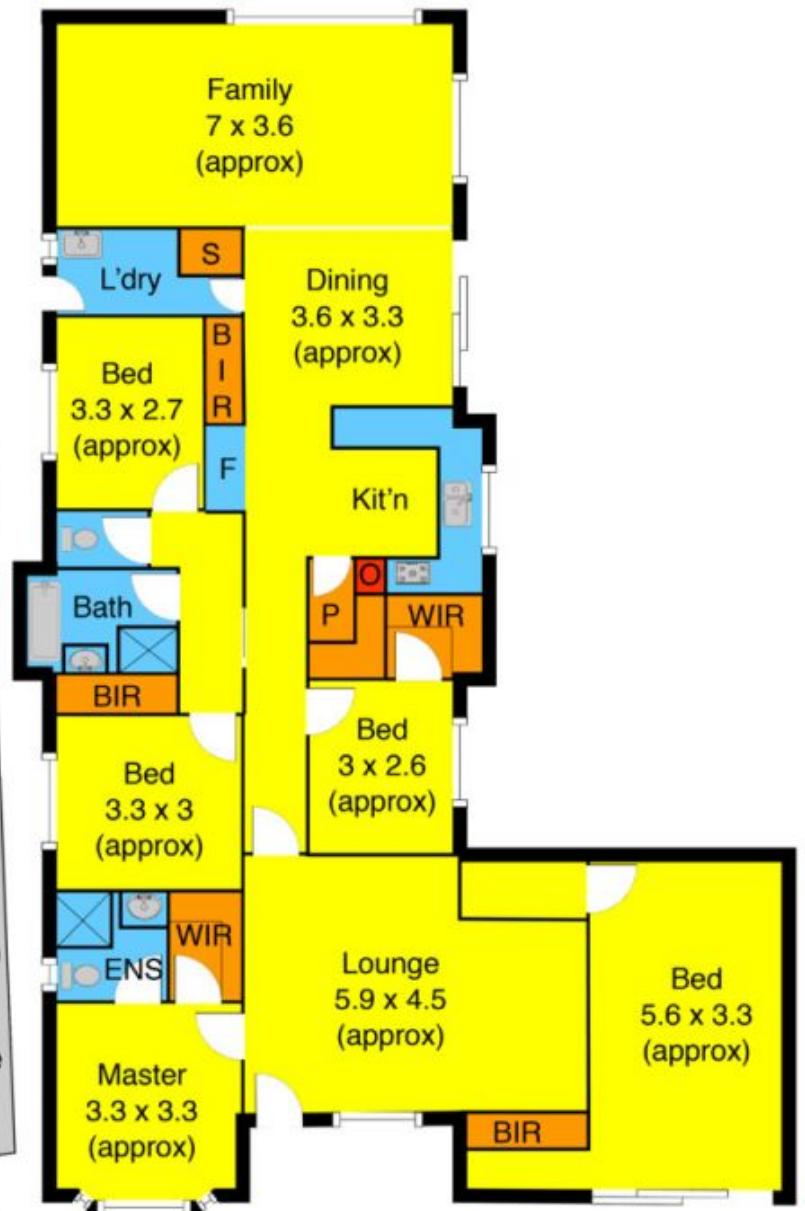 Family
7 x 3.6
(approx)
S
L'dry
Dining
3.6 x 3.3
(approx)
B
I
R
Bed
3.3 x 2.7
(approx)
F
Kit'n
O
P
WIR
Bath
BIR
Bed
3 x 2.6
(approx)
Bed
3.3 x 3
(approx)
WIR
ENS
Lounge
5.9 x 4.5
(approx)
Bed
5.6 x 3.3
(approx)
Master
3.3 x 3.3
(approx)
BIR